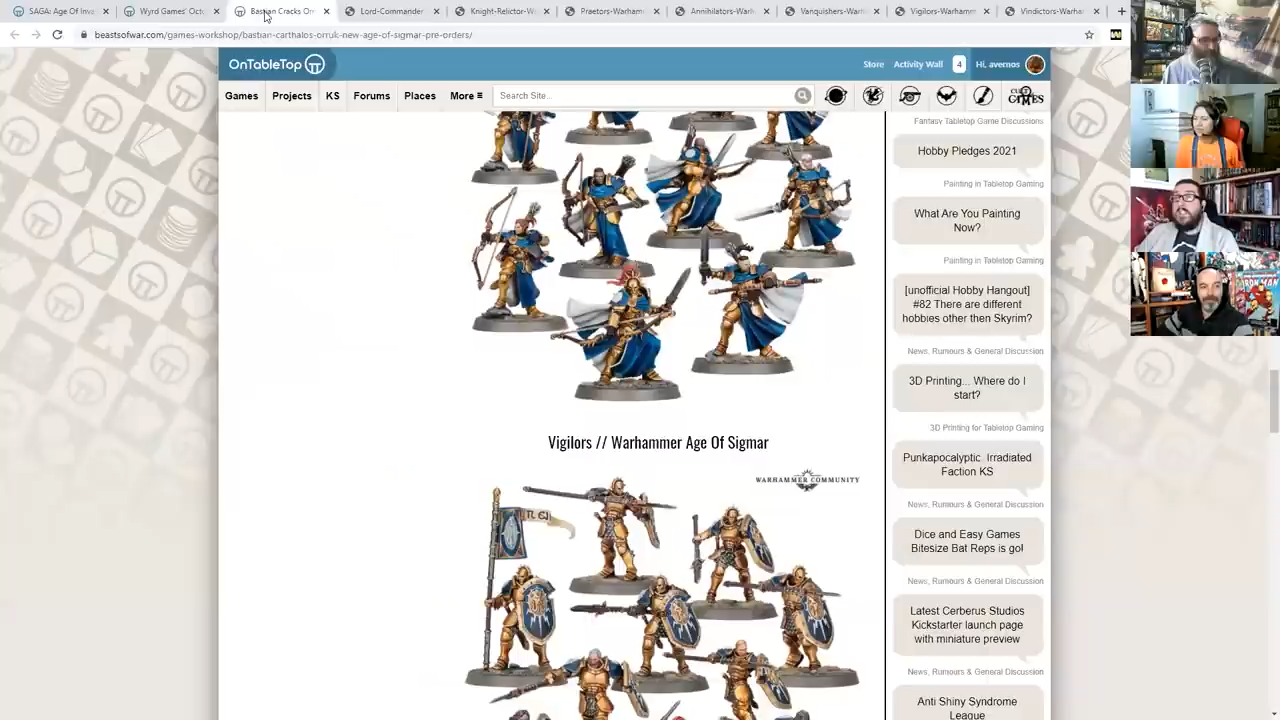 SAGA: Age Of Inva
Wyrd Games' Octo
Bastian Cracks On
Lord-Commander
Knight-Relictor-W
Praetors-Warham
Annihilators-Warh
Vanquishers-Warh
Vigilors-Warhamm
Vindictors-Warha
beastsofwar.com/games-workshop/bastian-carthalos-orruk-new-age-of-sigmar-pre-orders/
OnTableTop
Store
Activity Wall
4
Hi, avernos
Games
Projects
KS
Forums
Places
More
Search Site...
GAMES
Fantasy Tabletop Game Discussions
Hobby Pledges 2021
Painting in Tabletop Gaming
What Are You Painting
Now?
Painting in Tabletop Gaming
[unofficial Hobby Hangout]
#82 There are different
hobbies other then Skyrim?
News, Rumours & General Discussion
3D Printing... Where do I
start?
3D Printing for Tabletop Gaming
Punkapocalyptic. Irradiated
Faction KS
News, Rumours & General Discussion
Dice and Easy Games
Bitesize Bat Reps is go!
News, Rumours & General Discussion
Latest Cerberus Studios
Kickstarter launch page
with miniature preview
News, Rumours & General Discussion
Anti Shiny Syndrome
League
Vigilors // Warhammer Age Of Sigmar
WARHAMMER COMMUNITY
IRON MAN